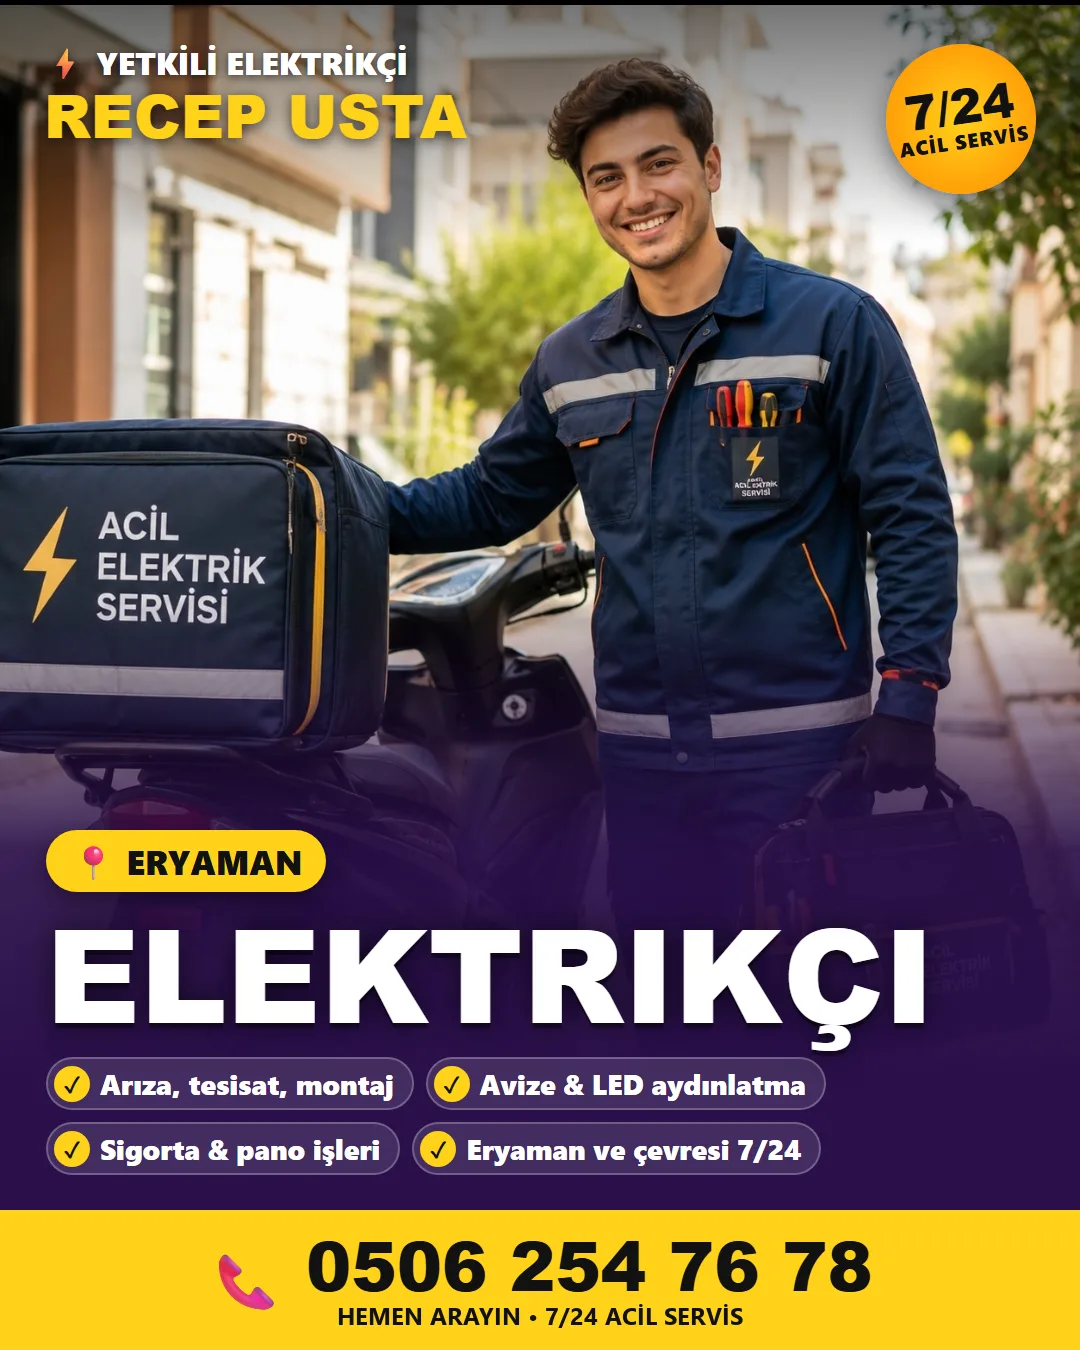 YETKİLİ ELEKTRİKÇİ
RECEP USTA
7/24
ACİL SERVİS
ACİL
ELEKTRİK
SERVİSİ
SERVİSİ
ERYAMAN
ELEKTRIKÇI
✓ Arıza, tesisat, montaj
✓ Avize & LED aydınlatma
✓ Sigorta & pano işleri
✓ Eryaman ve çevresi 7/24
0506 254 76 78
HEMEN ARAYIN • 7/24 ACİL SERVİS